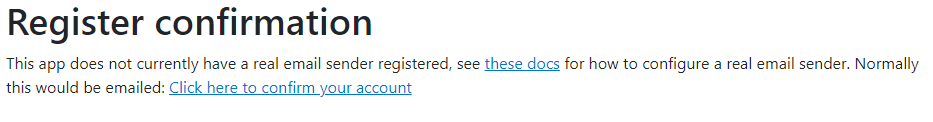 Register confirmation
This app does not currently have a real email sender registered, see these docs for how to configure a real email sender. Normally
this would be emailed: Click here to confirm your account